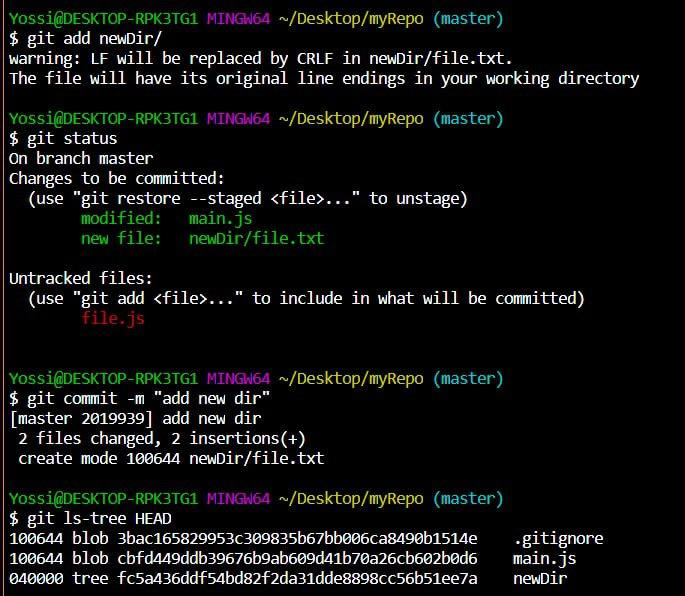 Yossi@DESKTOP-RPK3TG1 MINGW64 ~/Desktop/myRepo (master)
$ git add newDir/
warning: LF will be replaced by CRLF in newDir/file.txt.
The file will have its original line endings in your working directory
Yossi@DESKTOP-RPK3TG1 MINGW64 ~/Desktop/myRepo (master)
$ git status
On branch master
Changes to be committed:
  (use "git restore --staged <file>..." to unstage)
        modified:   main.js
        new file:   newDir/file.txt
Untracked files:
  (use "git add <file>..." to include in what will be committed)
        file.js
Yossi@DESKTOP-RPK3TG1 MINGW64 ~/Desktop/myRepo (master)
$ git commit -m "add new dir"
[master 2019939] add new dir
 2 files changed, 2 insertions(+)
 create mode 100644 newDir/file.txt
Yossi@DESKTOP-RPK3TG1 MINGW64 ~/Desktop/myRepo (master)
$ git ls-tree HEAD
100644 blob 3bac165829953c309835b67bb006ca8490b1514e    .gitignore
100644 blob cbfd449ddb39676b9ab609d41b70a26cb602b0d6    main.js
040000 tree fc5a436ddf54bd82f2da31dde8898cc56b51ee7a    newDir